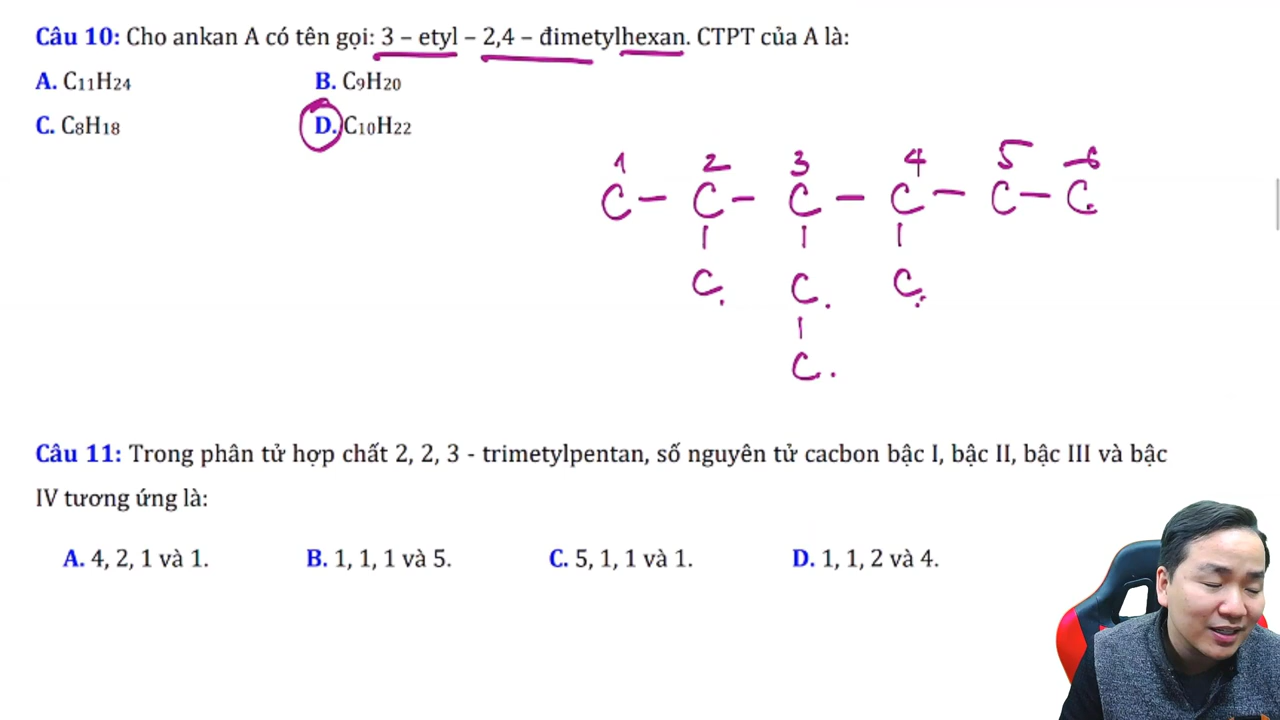 Câu 10: Cho ankan A có tên gọi: 3 – etyl – 2,4 – đimetylhexan. CTPT của A là:
A. C11H24 B. C9H20
C. C8H18 D. C10H22
1 2 3 4 5 6
C – C – C – C – C – C
| | |
C C C
|
C
Câu 11: Trong phân tử hợp chất 2, 2, 3 - trimetylpentan, số nguyên tử cacbon bậc I, bậc II, bậc III và bậc
IV tương ứng là:
A. 4, 2, 1 và 1. B. 1, 1, 1 và 5. C. 5, 1, 1 và 1. D. 1, 1, 2 và 4.